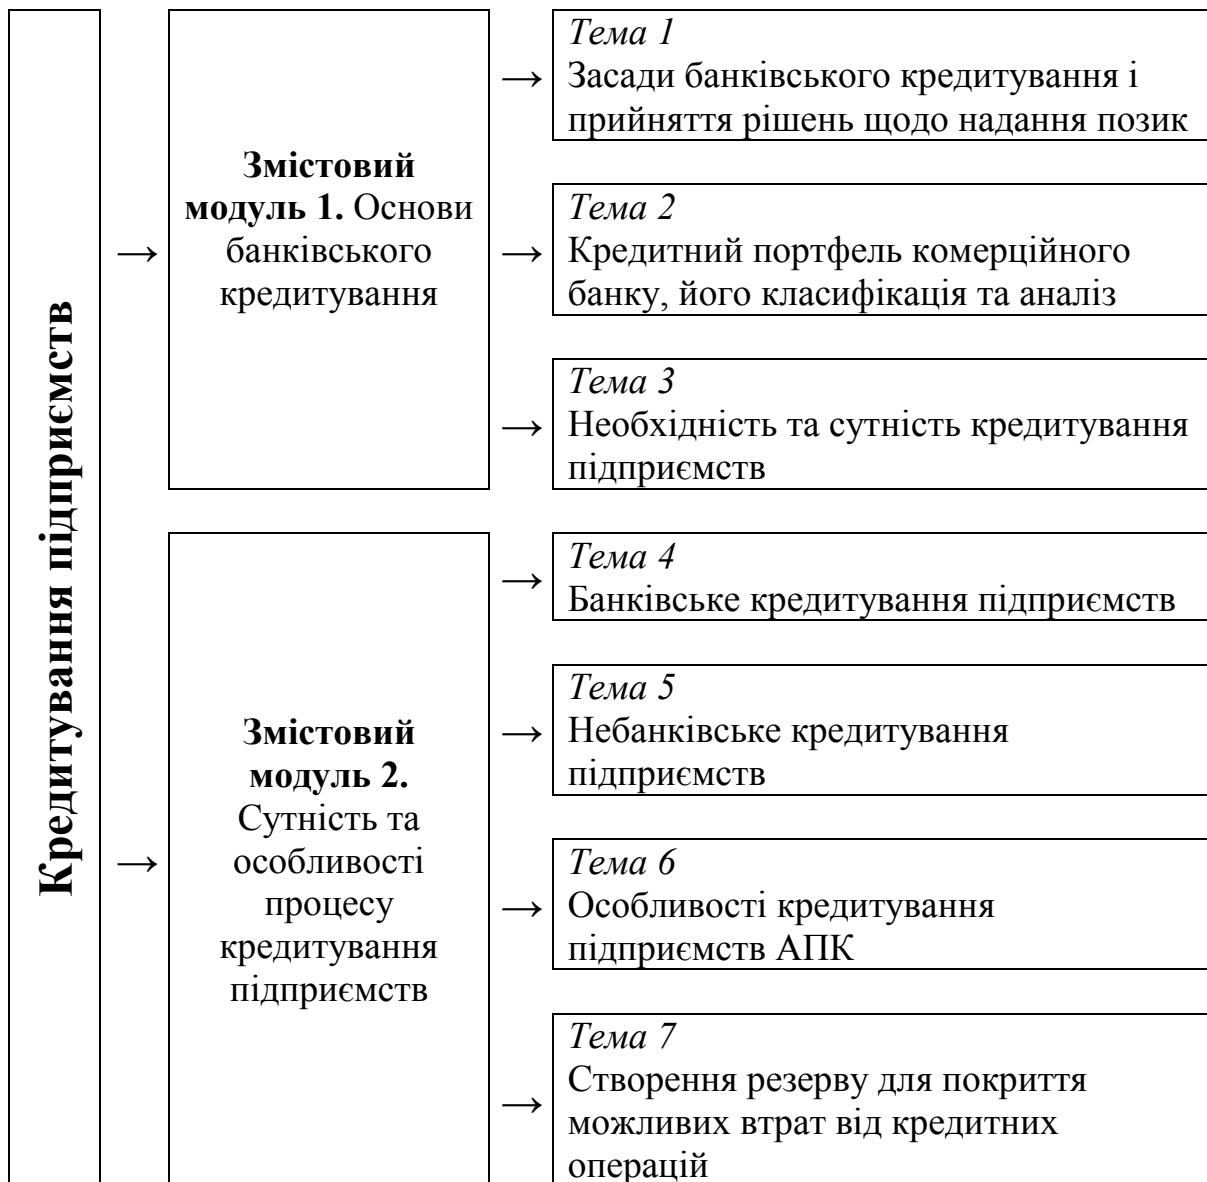 Кредитування підприємств
→
Змістовий
модуль 1. Основи
банківського
кредитування
→
Тема 1
Засади банківського кредитування і
прийняття рішень щодо надання позик
→
Тема 2
Кредитний портфель комерційного
банку, його класифікація та аналіз
→
Тема 3
Необхідність та сутність кредитування
підприємств
→
Змістовий
модуль 2.
Сутність та
особливості
процесу
кредитування
підприємств
→
Тема 4
Банківське кредитування підприємств
→
Тема 5
Небанківське кредитування
підприємств
→
Тема 6
Особливості кредитування
підприємств АПК
→
Тема 7
Створення резерву для покриття
можливих втрат від кредитних
операцій